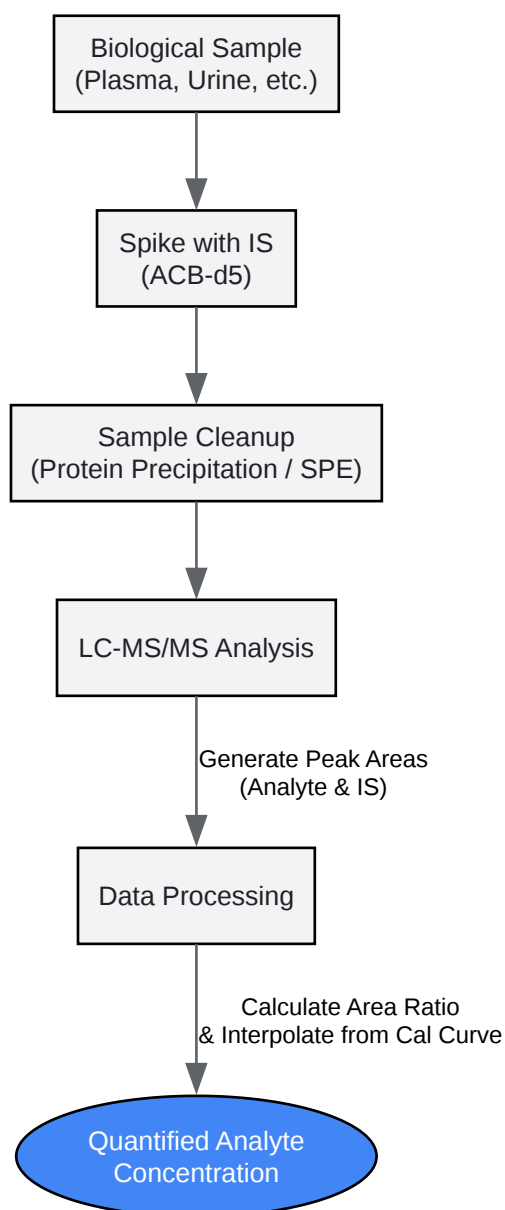 Biological Sample
(Plasma, Urine, etc.)
Spike with IS
(ACB-d5)
Sample Cleanup
(Protein Precipitation / SPE)
LC-MS/MS Analysis
Generate Peak Areas
(Analyte & IS)
Data Processing
Calculate Area Ratio
& Interpolate from Cal Curve
Quantified Analyte
Concentration